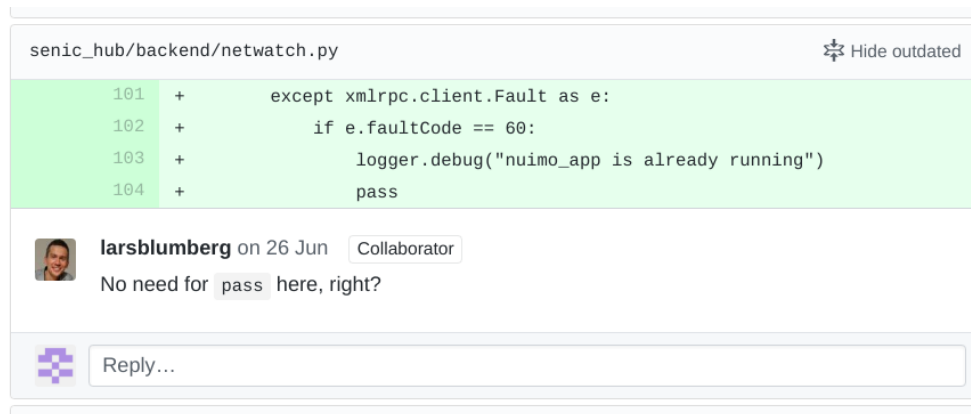 senic_hub/backend/netwatch.py Hide outdated
101 + except xmlrpc.client.Fault as e:
102 + if e.faultCode == 60:
103 + logger.debug("nuimo_app is already running")
104 + pass
larsblumberg on 26 Jun Collaborator
No need for pass here, right?
Reply…